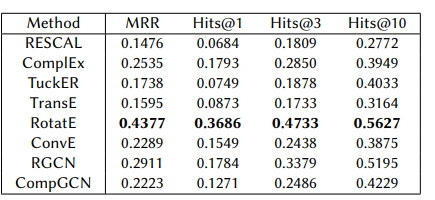 Method MRR Hits@1 Hits@3 Hits@10
RESCAL 0.1476 0.0684 0.1809 0.2772
ComplEx 0.2535 0.1793 0.2850 0.3949
TuckER 0.1738 0.0749 0.1878 0.4033
TransE 0.1595 0.0873 0.1733 0.3164
RotatE 0.4377 0.3686 0.4733 0.5627
ConvE 0.2289 0.1549 0.2438 0.3875
RGCN 0.2911 0.1784 0.3379 0.5195
CompGCN 0.2223 0.1271 0.2486 0.4229